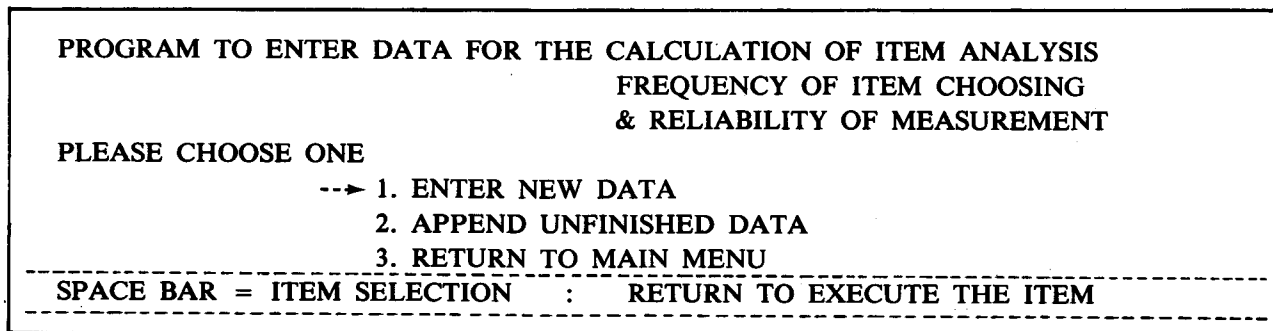 PROGRAM TO ENTER DATA FOR THE CALCULATION OF ITEM ANALYSIS
FREQUENCY OF ITEM CHOOSING
& RELIABILITY OF MEASUREMENT
PLEASE CHOOSE ONE
--► 1. ENTER NEW DATA
2. APPEND UNFINISHED DATA
3. RETURN TO MAIN MENU
SPACE BAR = ITEM SELECTION : RETURN TO EXECUTE THE ITEM